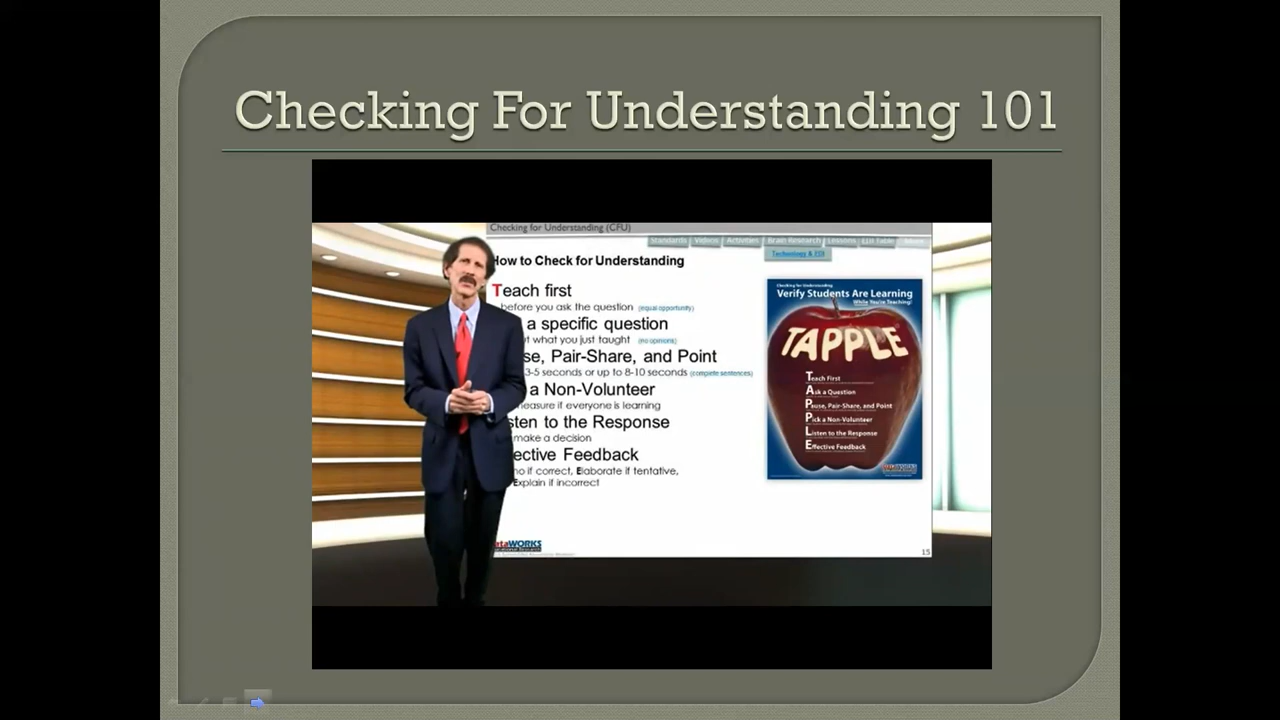 Checking For Understanding 101
Checking for Understanding (CFU)
Standards Videos Activities Brain Research Lessons EDI Table
Technology & EDI
How to Check for Understanding
Teach first
before you ask the question (equal opportunity)
a specific question
what you just taught (no opinions)
Pair-Share, and Point
3-5 seconds or up to 8-10 seconds (complete sentences)
a Non-Volunteer
measure if everyone is learning
to the Response
make a decision
Feedback
if correct, Elaborate if tentative,
Explain if incorrect
DataWORKS
15
Checking for Understanding
Verify Students Are Learning
While You're Teaching!
TAPPLE
Teach First
Ask a Question
Pause, Pair-Share, and Point
Pick a Non-Volunteer
Listen to the Response
Effective Feedback
DATAWORKS